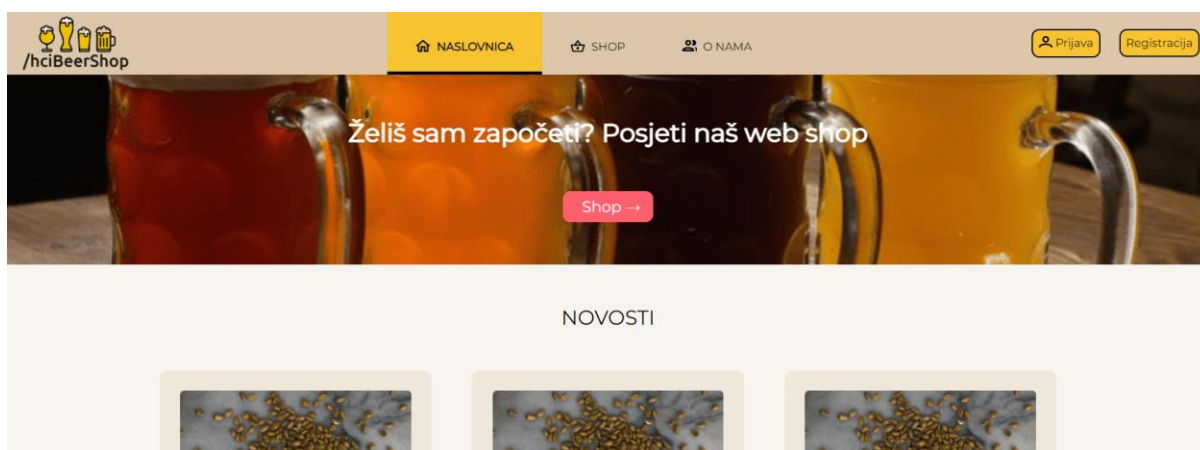 /hciBeerShop
NASLOVNICA
SHOP
O NAMA
Prijava
Registracija
Želiš sam započeti? Posjeti naš web shop
Shop →
NOVOSTI